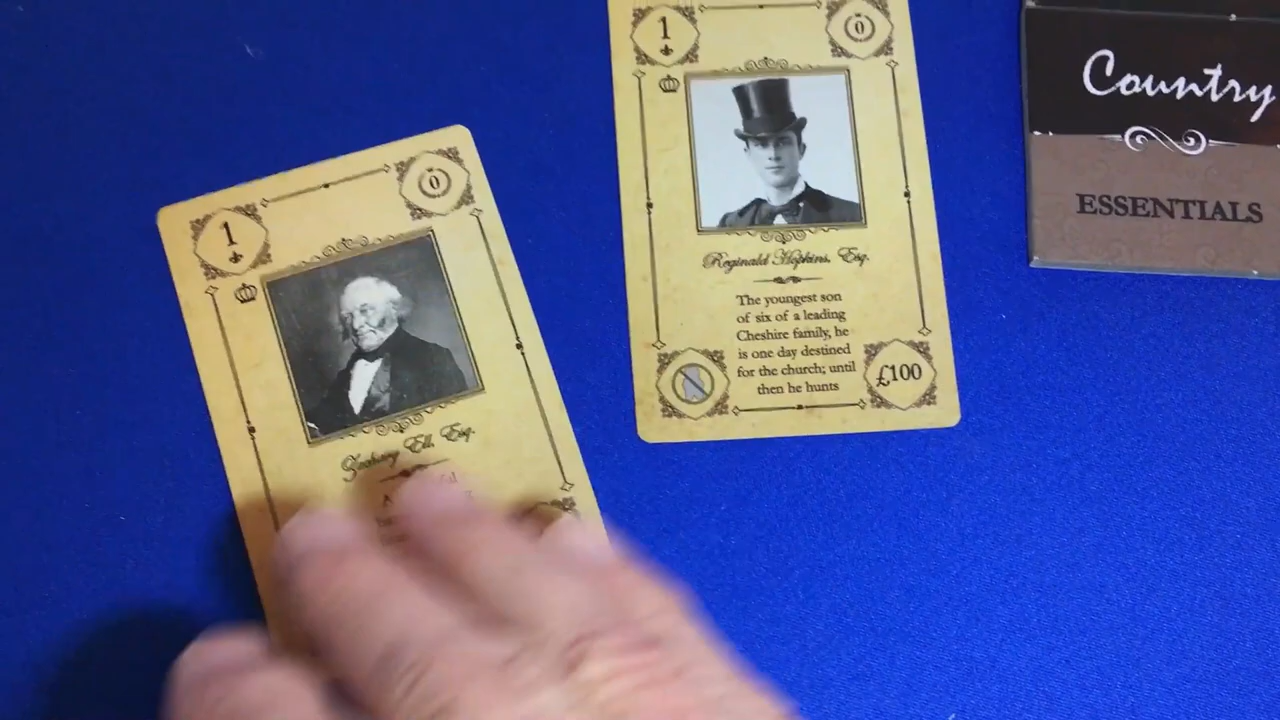 1
0
Zachary Ell, Esq.
1
0
Reginald Hopkins, Esq.
The youngest son
of six of a leading
Cheshire family, he
is one day destined
for the church; until
then he hunts
£100
Country
ESSENTIALS